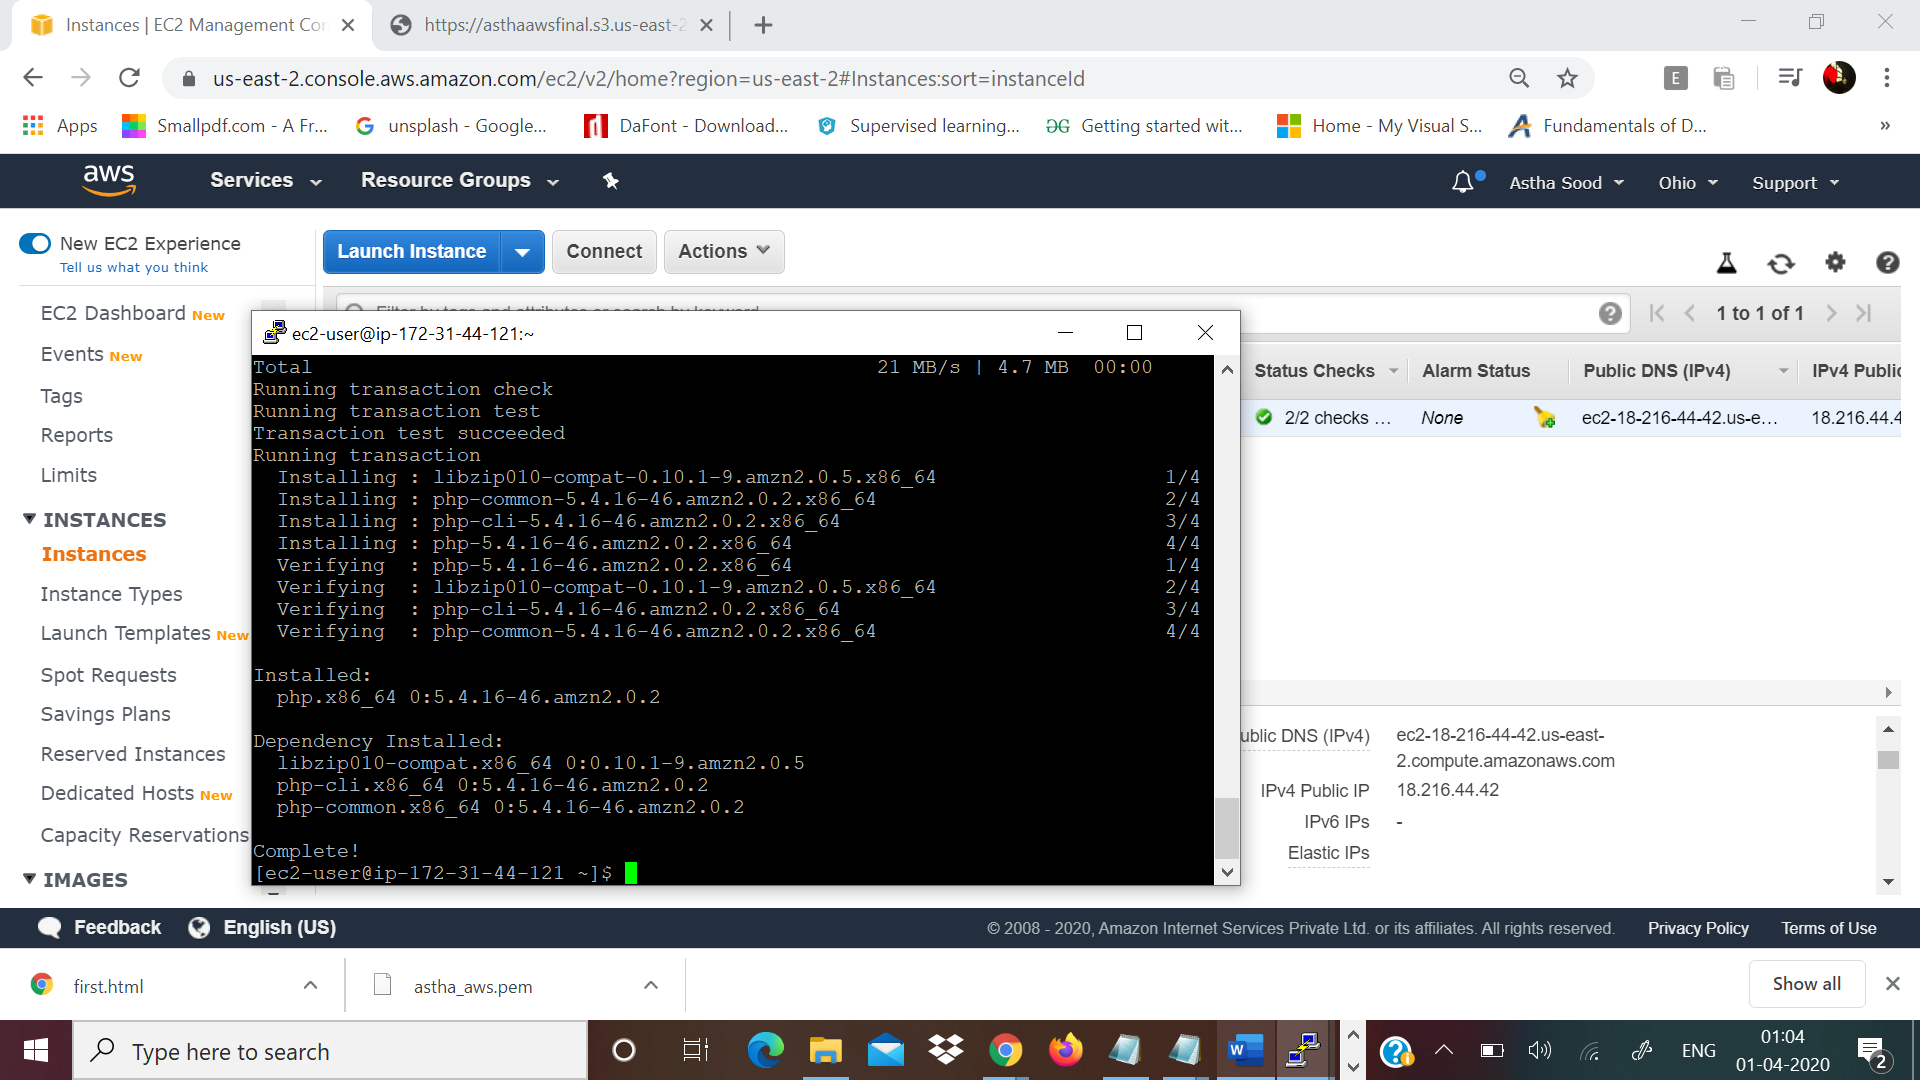 Instances | EC2 Management Con
https://asthaawsfinal.s3.us-east-2
us-east-2.console.aws.amazon.com/ec2/v2/home?region=us-east-2#Instances:sort=instanceId
E
Apps
Smallpdf.com - A Fr...
unsplash - Google...
DaFont - Download...
Supervised learning...
Getting started wit...
Home - My Visual S...
Fundamentals of D...
»
aws
Services
Resource Groups
Astha Sood
Ohio
Support
New EC2 Experience
Tell us what you think
Launch Instance
Connect
Actions
EC2 Dashboard New
Events New
Tags
Reports
Limits
INSTANCES
Instances
Instance Types
Launch Templates New
Spot Requests
Savings Plans
Reserved Instances
Dedicated Hosts New
Capacity Reservations
IMAGES
Filter by tags and attributes or search by keyword
1 to 1 of 1
Status Checks
Alarm Status
Public DNS (IPv4)
IPv4 Public
2/2 checks ...
None
ec2-18-216-44-42.us-e...
18.216.44.4
ec2-user@ip-172-31-44-121:~
Total 21 MB/s | 4.7 MB 00:00
Running transaction check
Running transaction test
Transaction test succeeded
Running transaction
Installing : libzip010-compat-0.10.1-9.amzn2.0.5.x86_64 1/4
Installing : php-common-5.4.16-46.amzn2.0.2.x86_64 2/4
Installing : php-cli-5.4.16-46.amzn2.0.2.x86_64 3/4
Installing : php-5.4.16-46.amzn2.0.2.x86_64 4/4
Verifying : php-5.4.16-46.amzn2.0.2.x86_64 1/4
Verifying : libzip010-compat-0.10.1-9.amzn2.0.5.x86_64 2/4
Verifying : php-cli-5.4.16-46.amzn2.0.2.x86_64 3/4
Verifying : php-common-5.4.16-46.amzn2.0.2.x86_64 4/4
Installed:
php.x86_64 0:5.4.16-46.amzn2.0.2
Dependency Installed:
libzip010-compat.x86_64 0:0.10.1-9.amzn2.0.5
php-cli.x86_64 0:5.4.16-46.amzn2.0.2
php-common.x86_64 0:5.4.16-46.amzn2.0.2
Complete!
[ec2-user@ip-172-31-44-121 ~]$
ublic DNS (IPv4)
ec2-18-216-44-42.us-east-
2.compute.amazonaws.com
IPv4 Public IP
18.216.44.42
IPv6 IPs
-
Elastic IPs
Feedback
English (US)
© 2008 - 2020, Amazon Internet Services Private Ltd. or its affiliates. All rights reserved.
Privacy Policy
Terms of Use
first.html
astha_aws.pem
Show all
Type here to search
ENG
01:04
01-04-2020
2